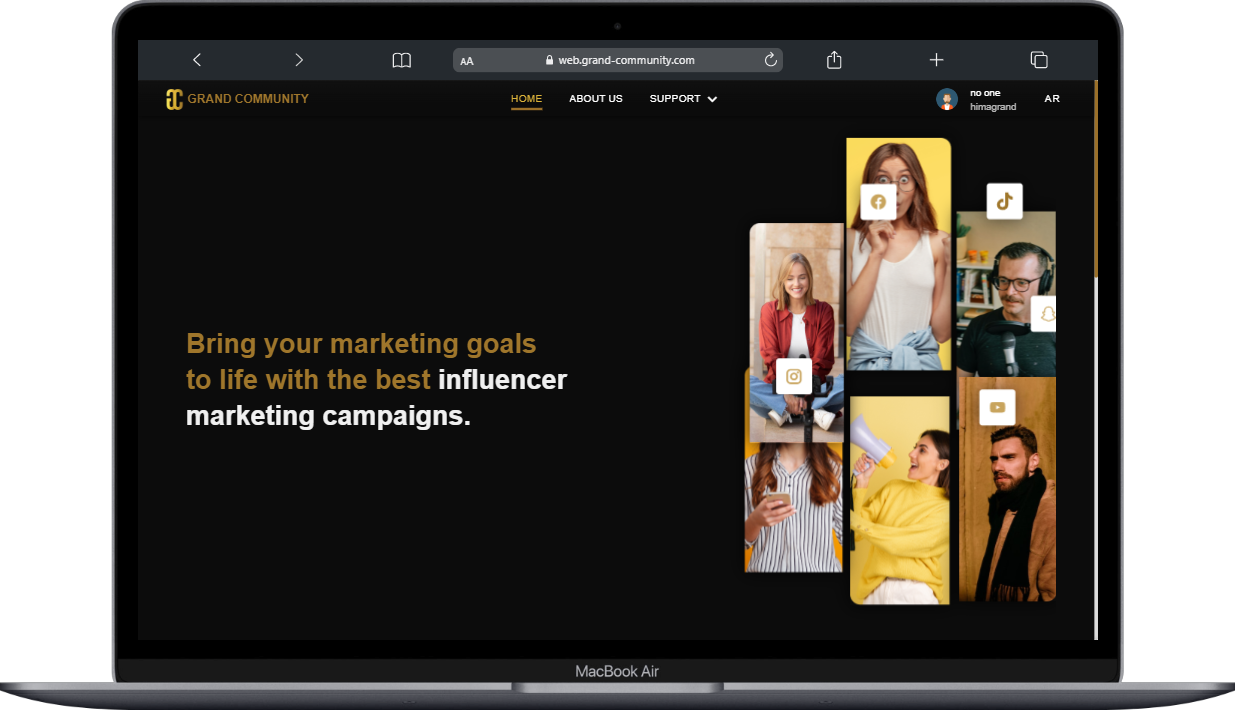 AA
web.grand-community.com
GRAND COMMUNITY
HOME
ABOUT US
SUPPORT
no one
himagrand
AR
Bring your marketing goals
to life with the best influencer
marketing campaigns.
MacBook Air